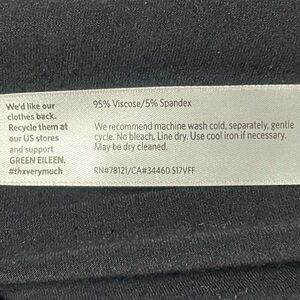 We'd like our
clothes back.
Recycle them at
our US stores
and support
GREEN EILEEN.
#thxverymuch
95% Viscose/5% Spandex
We recommend machine wash cold, separately, gentle
cycle. No bleach. Line dry. Use cool iron if necessary.
May be dry cleaned.
RN#78121/CA#34460 S17VFF